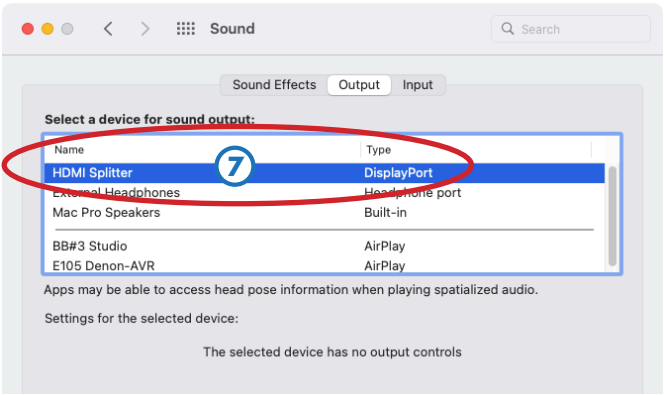 Sound
Search
Sound Effects Output Input
Select a device for sound output:
Name Type
HDMI Splitter 7 DisplayPort
External Headphones Headphone port
Mac Pro Speakers Built-in
BB#3 Studio AirPlay
E105 Denon-AVR AirPlay
Apps may be able to access head pose information when playing spatialized audio.
Settings for the selected device:
The selected device has no output controls